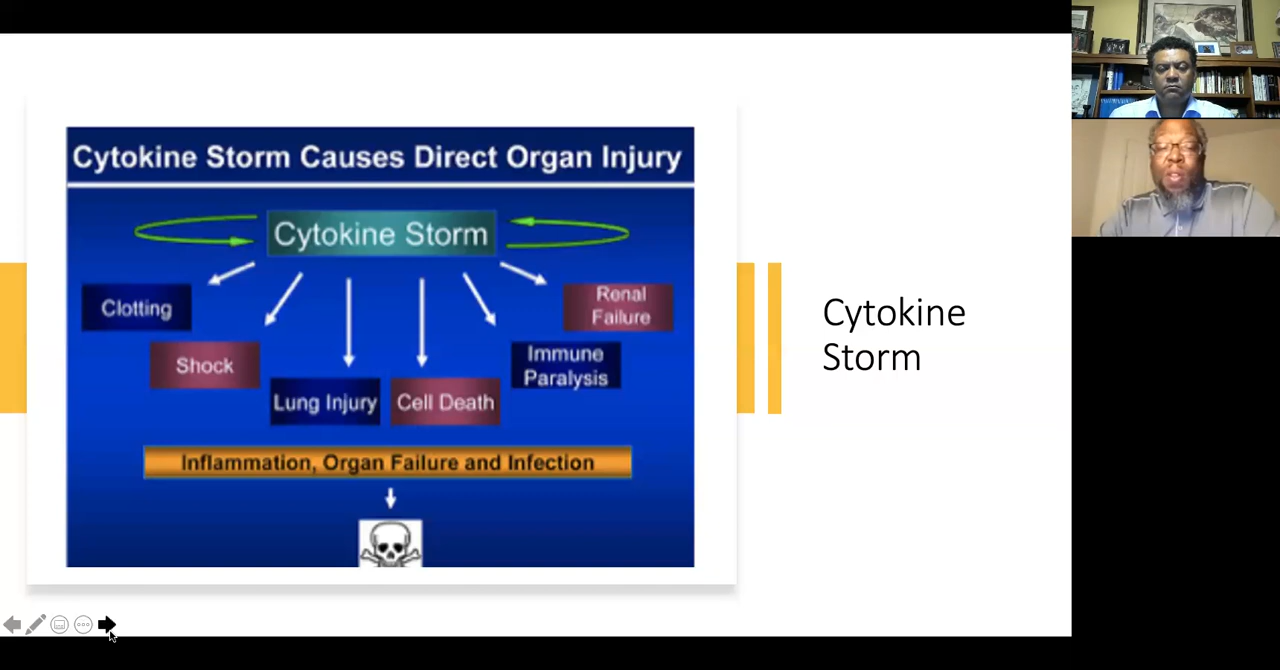 Cytokine Storm Causes Direct Organ Injury
Cytokine Storm
Clotting
Shock
Lung Injury
Cell Death
Immune
Paralysis
Renal
Failure
Inflammation, Organ Failure and Infection
Cytokine
Storm